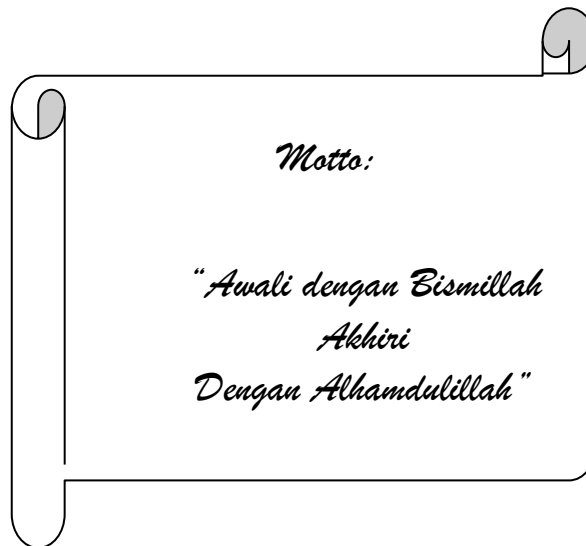 Motto:
“Awali dengan Bismillah
Akhiri
Dengan Alhamdulillah”